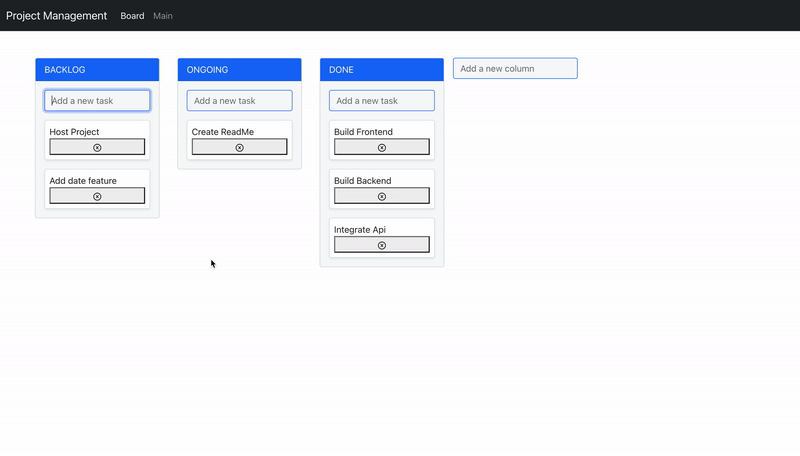 Project Management Board Main
BACKLOG
Add a new task
Host Project
Add date feature
ONGOING
Add a new task
Create ReadMe
DONE
Add a new task
Build Frontend
Build Backend
Integrate Api
Add a new column